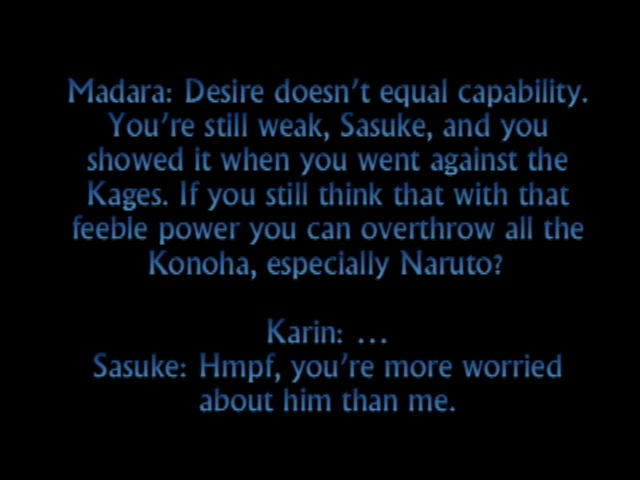 Madara: Desire doesn't equal capability.
You're still weak, Sasuke, and you
showed it when you went against the
Kages. If you still think that with that
feeble power you can overthrow all the
Konoha, especially Naruto?
Karin: ...
Sasuke: Hmpf, you're more worried
about him than me.